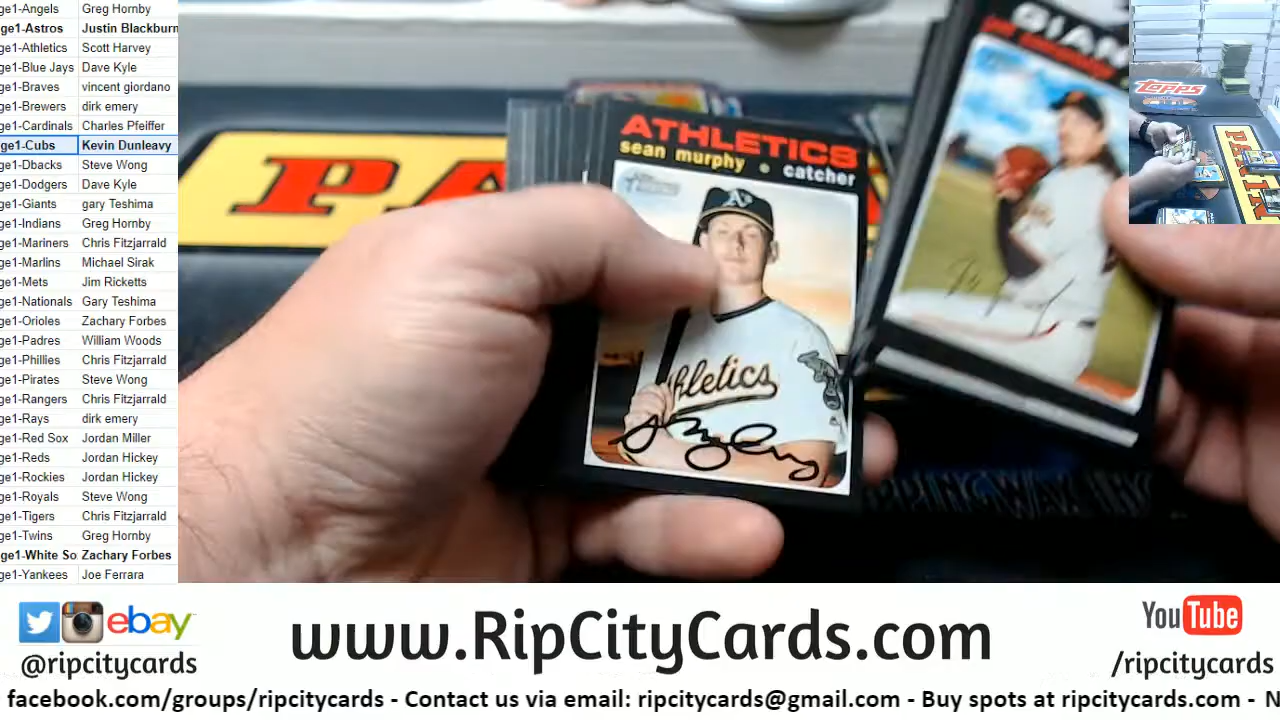 ge1-Angels Greg Hornby
ge1-Astros Justin Blackburn
ge1-Athletics Scott Harvey
ge1-Blue Jays Dave Kyle
ge1-Braves vincent giordano
ge1-Brewers dirk emery
ge1-Cardinals Charles Pfeiffer
ge1-Cubs Kevin Dunleavy
ge1-Dbacks Steve Wong
ge1-Dodgers Dave Kyle
ge1-Giants gary Teshima
ge1-Indians Greg Hornby
ge1-Mariners Chris Fitzjarrald
ge1-Marlins Michael Sirak
ge1-Mets Jim Ricketts
ge1-Nationals Gary Teshima
ge1-Orioles Zachary Forbes
ge1-Padres William Woods
ge1-Phillies Chris Fitzjarrald
ge1-Pirates Steve Wong
ge1-Rangers Chris Fitzjarrald
ge1-Rays dirk emery
ge1-Red Sox Jordan Miller
ge1-Reds Jordan Hickey
ge1-Rockies Jordan Hickey
ge1-Royals Steve Wong
ge1-Tigers Chris Fitzjarrald
ge1-Twins Greg Hornby
ge1-White So Zachary Forbes
ge1-Yankees Joe Ferrara
ATHLETICS
sean murphy • catcher
Athletics
GIAN
TOPPS
ebay
@ripcitycards
www.RipCityCards.com
YouTube
/ripcitycards
facebook.com/groups/ripcitycards - Contact us via email: ripcitycards@gmail.com - Buy spots at ripcitycards.com - N